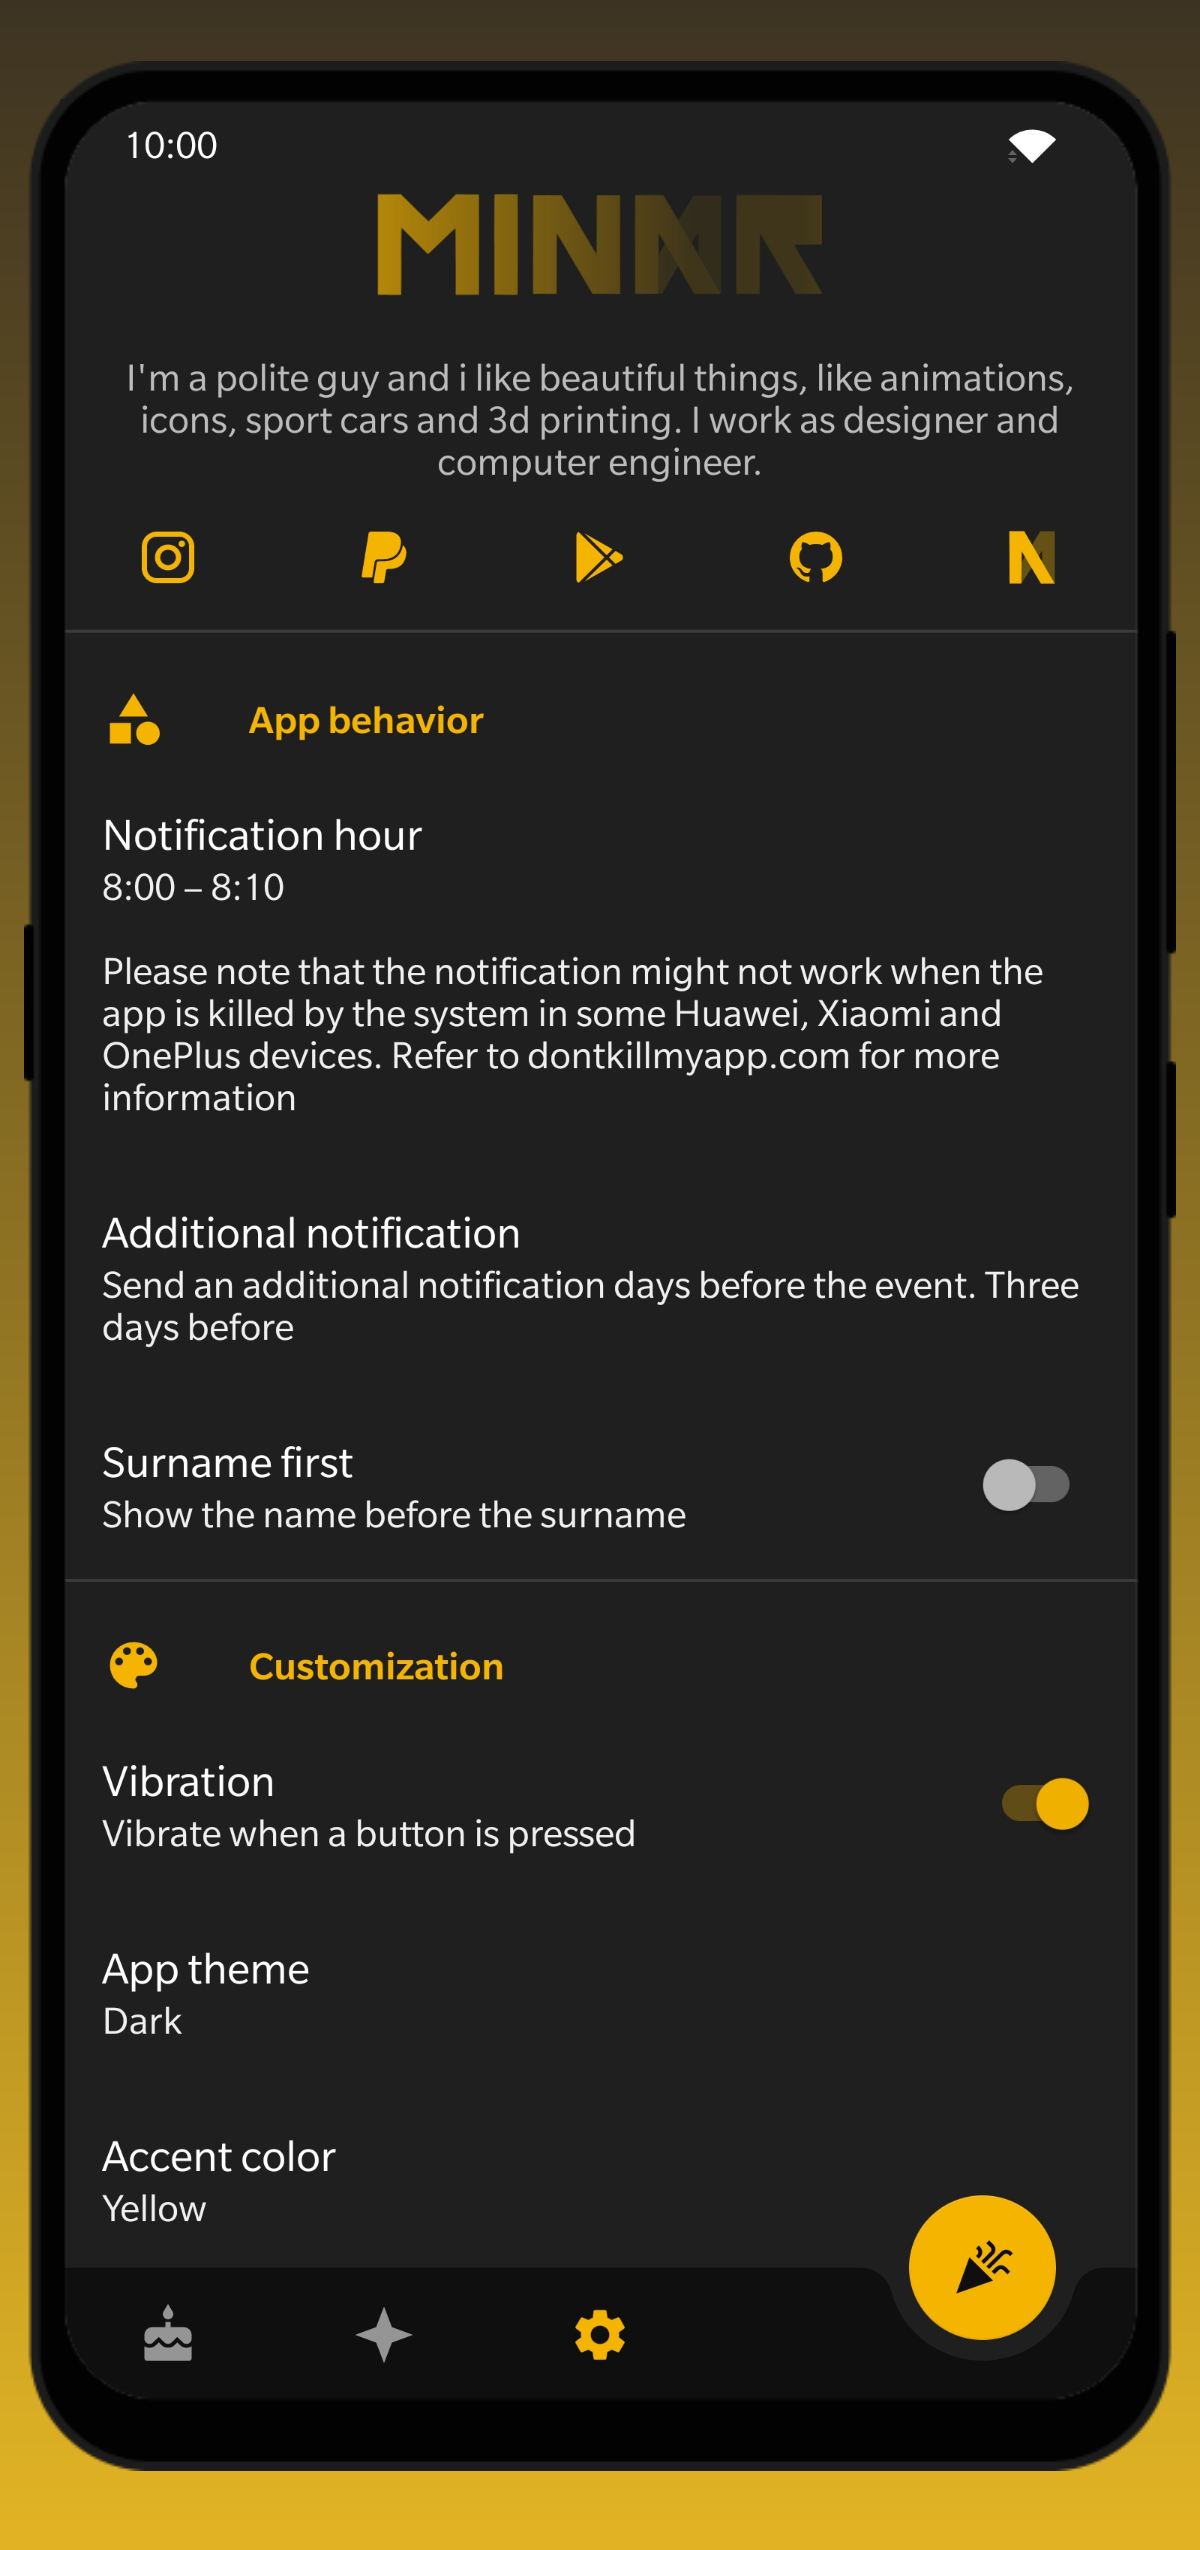 10:00
MINAR
I'm a polite guy and i like beautiful things, like animations,
icons, sport cars and 3d printing. I work as designer and
computer engineer.
App behavior
Notification hour
8:00 – 8:10
Please note that the notification might not work when the
app is killed by the system in some Huawei, Xiaomi and
OnePlus devices. Refer to dontkillmyapp.com for more
information
Additional notification
Send an additional notification days before the event. Three
days before
Surname first
Show the name before the surname
Customization
Vibration
Vibrate when a button is pressed
App theme
Dark
Accent color
Yellow